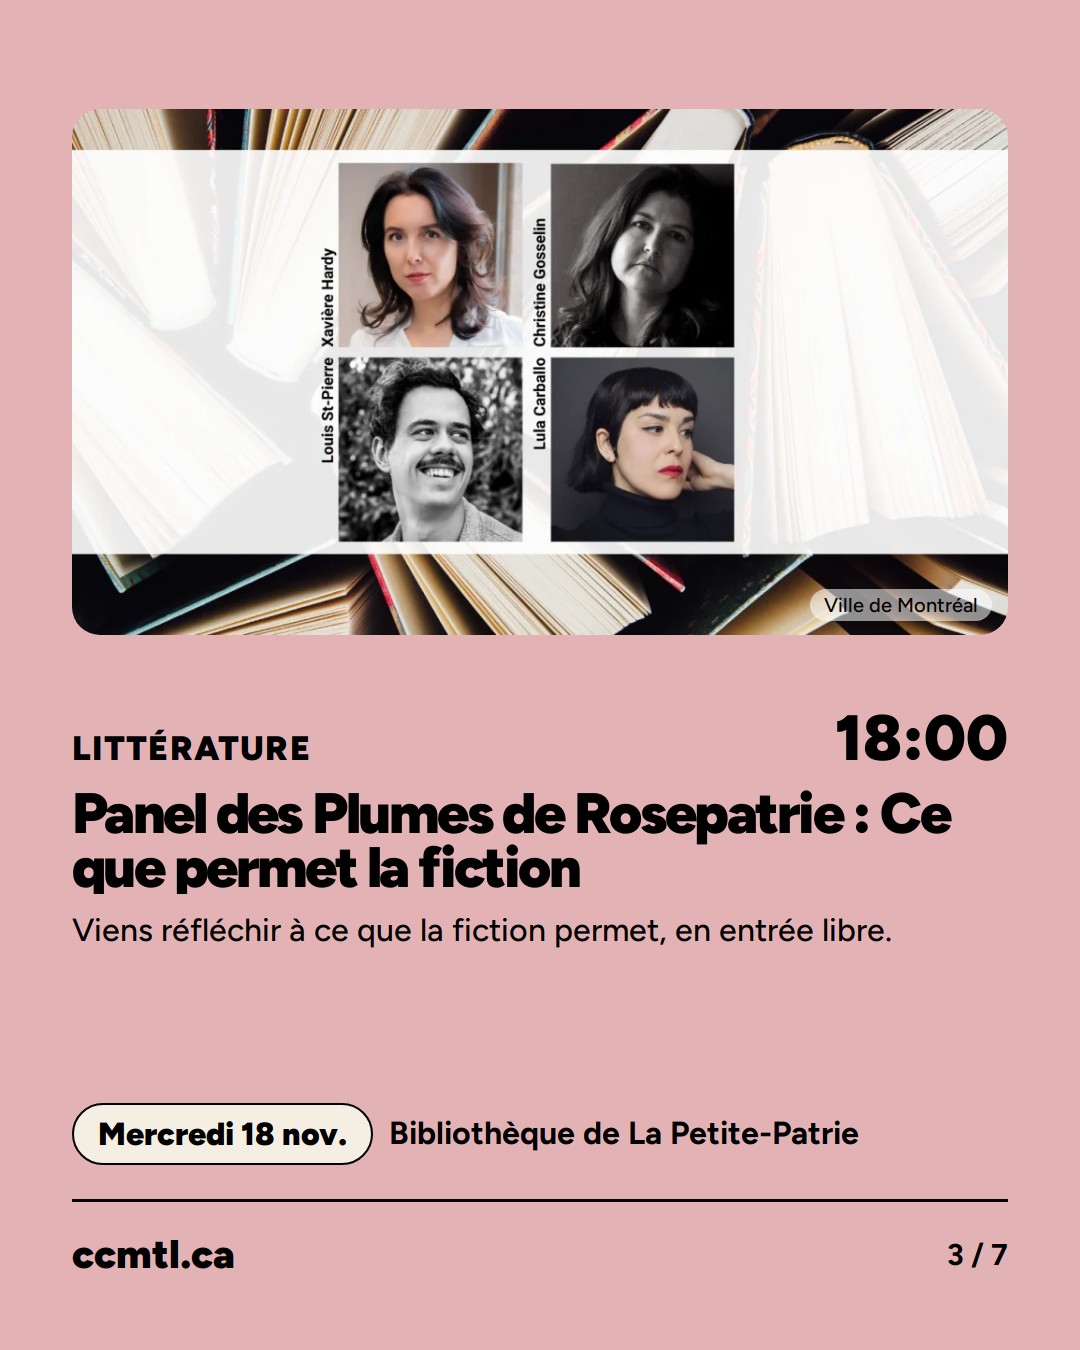 Xavière Hardy
Christine Gosselin
Louis St-Pierre
Lula Carballo
Ville de Montréal
LITTÉRATURE
18:00
Panel des Plumes de Rosepatrie : Ce
que permet la fiction
Viens réfléchir à ce que la fiction permet, en entrée libre.
Mercredi 18 nov.
Bibliothèque de La Petite-Patrie
ccmtl.ca
3 / 7